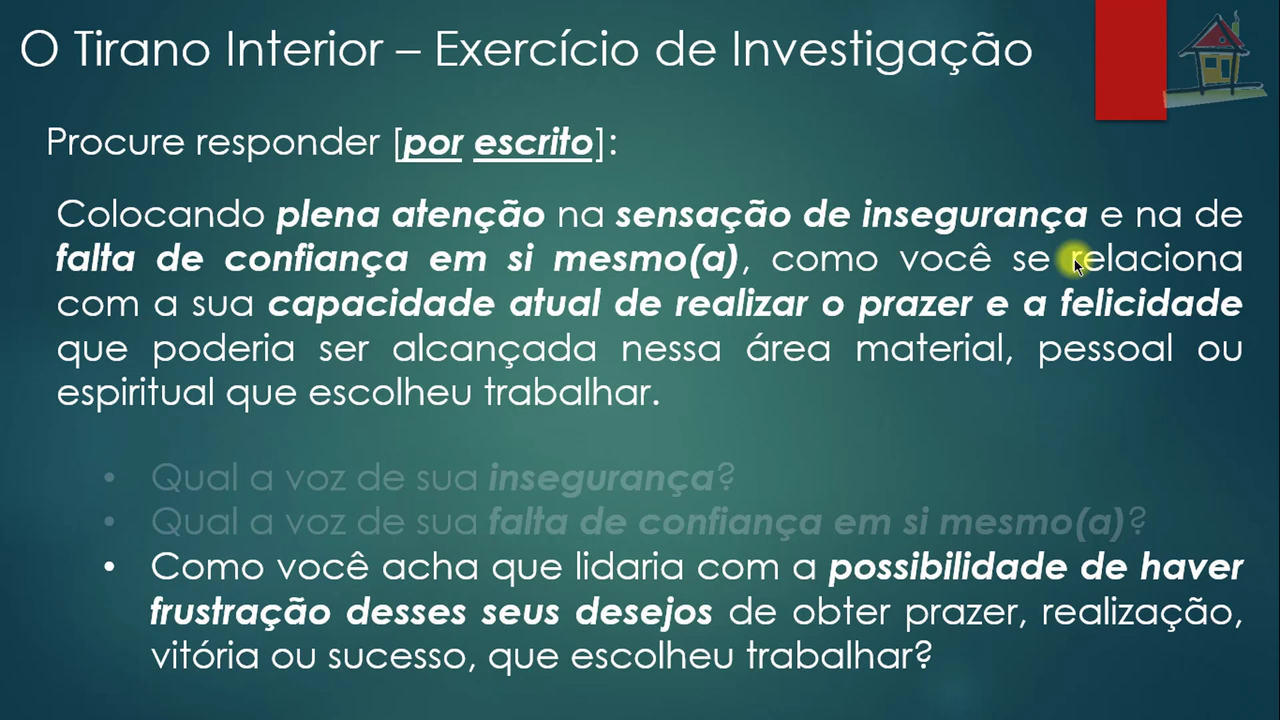 O Tirano Interior – Exercício de Investigação
Procure responder [por escrito]:
Colocando plena atenção na sensação de insegurança e na de
falta de confiança em si mesmo(a), como você se relaciona
com a sua capacidade atual de realizar o prazer e a felicidade
que poderia ser alcançada nessa área material, pessoal ou
espiritual que escolheu trabalhar.
• Qual a voz de sua insegurança?
• Qual a voz de sua falta de confiança em si mesmo(a)?
• Como você acha que lidaria com a possibilidade de haver
frustração desses seus desejos de obter prazer, realização,
vitória ou sucesso, que escolheu trabalhar?